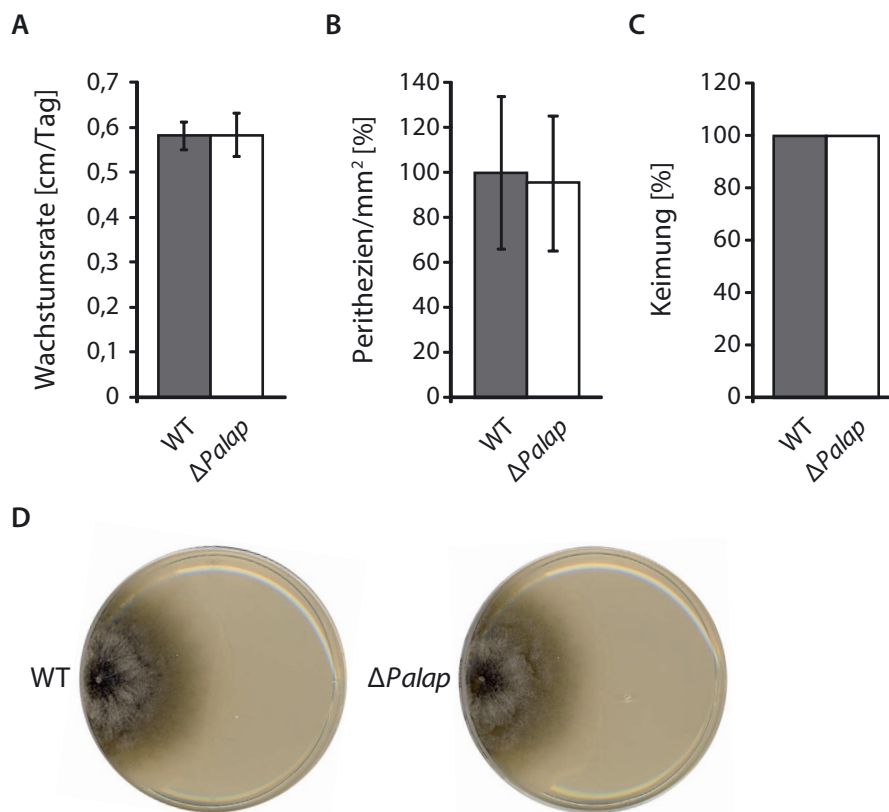 A
Wachstumsrate [cm/Tag]
0,7
0,6
0,5
0,4
0,3
0,2
0,1
0
WT
ΔPalap
B
Perithezien/mm² [%]
140
120
100
80
60
40
20
0
WT
ΔPalap
C
Keimung [%]
120
100
80
60
40
20
0
WT
ΔPalap
D
WT
ΔPalap